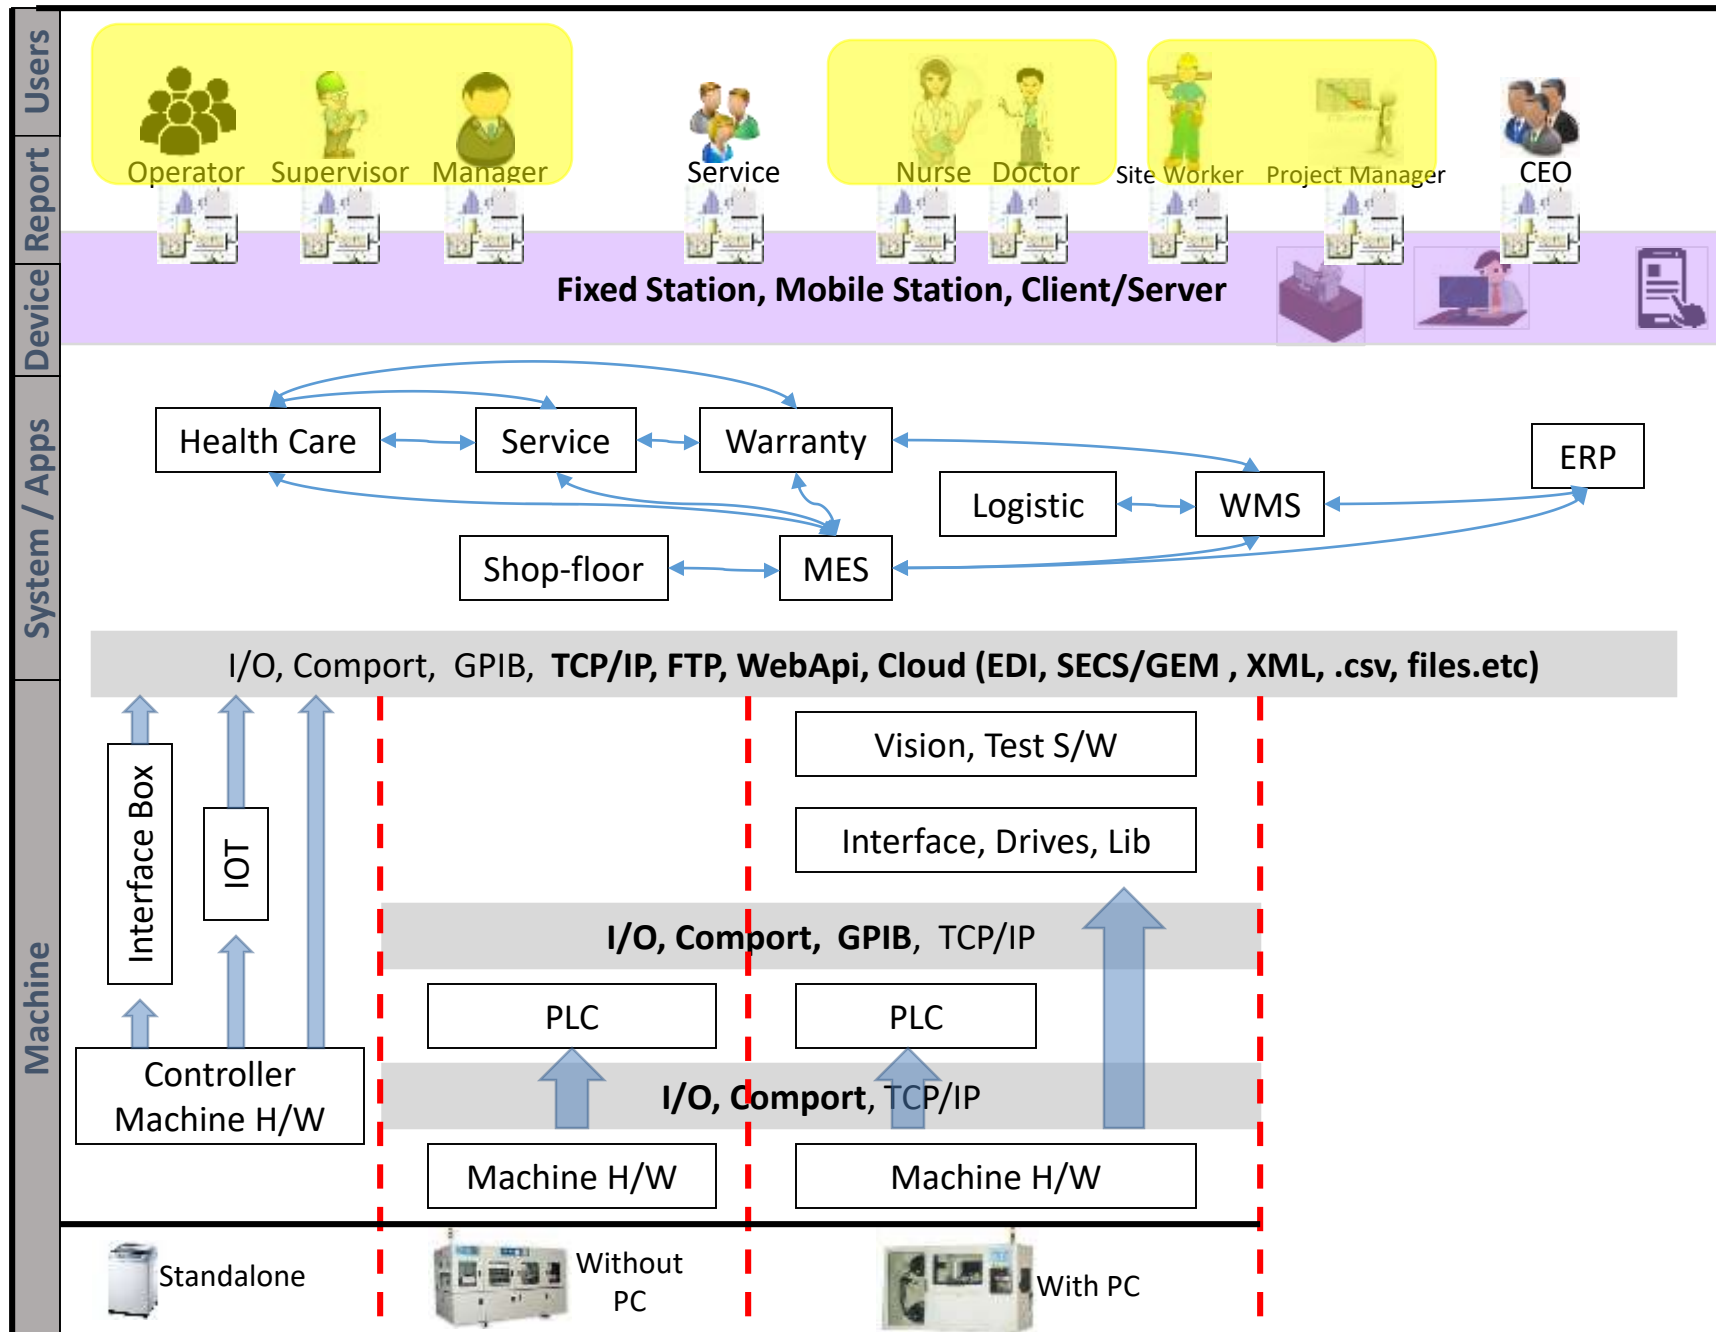 Users
Operator
Supervisor
Manager
Service
Nurse
Doctor
Site Worker
Project Manager
CEO
Report
Device
Fixed Station, Mobile Station, Client/Server
System / Apps
Health Care
Service
Warranty
ERP
Logistic
WMS
Shop-floor
MES
I/O, Comport, GPIB, TCP/IP, FTP, WebApi, Cloud (EDI, SECS/GEM , XML, .csv, files.etc)
Machine
Interface Box
IOT
Vision, Test S/W
Interface, Drives, Lib
I/O, Comport, GPIB, TCP/IP
PLC
PLC
Controller
Machine H/W
I/O, Comport, TCP/IP
Machine H/W
Machine H/W
Standalone
Without
PC
With PC